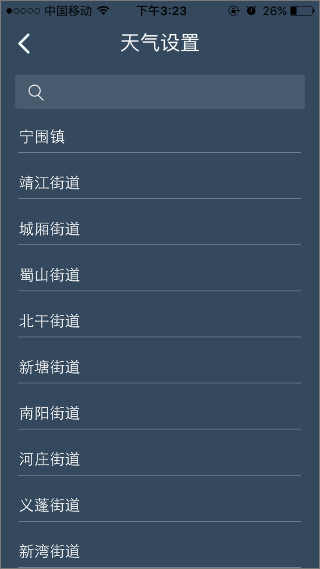 中国移动 下午3:23 26%
天气设置
宁围镇
靖江街道
城厢街道
蜀山街道
北干街道
新塘街道
南阳街道
河庄街道
义蓬街道
新湾街道